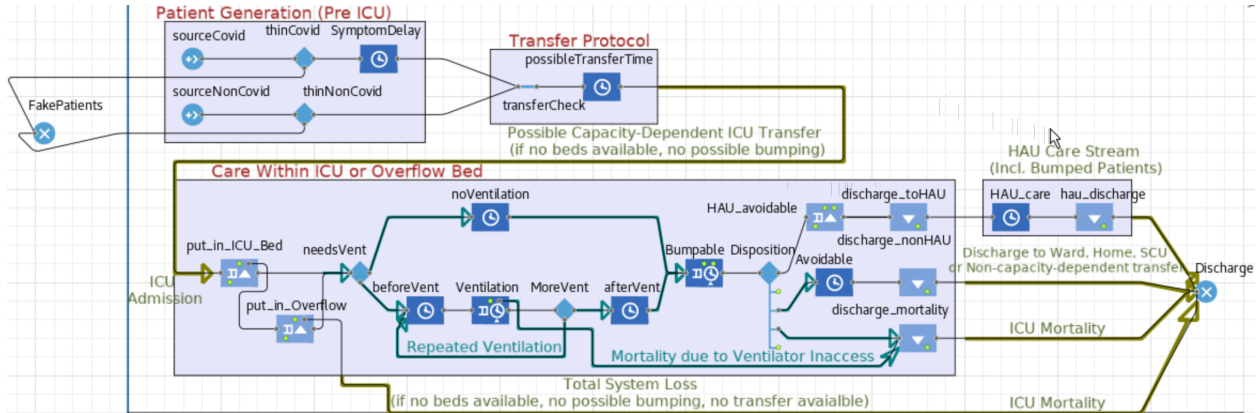 Patient Generation (Pre ICU)
sourceCovid
thinCovid
SymptomDelay
sourceNonCovid
thinNonCovid
FakePatients
Transfer Protocol
possibleTransferTime
transferCheck
Possible Capacity-Dependent ICU Transfer
(if no beds available, no possible bumping)
Care Within ICU or Overflow Bed
ICU
Admission
put_in_ICU_Bed
put_in_Overflow
needsVent
noVentilation
beforeVent
Ventilation
MoreVent
afterVent
Repeated Ventilation
Bumpable
Disposition
HAU_avoidable
discharge_toHAU
discharge_nonHAU
Avoidable
discharge_mortality
Mortality due to Ventilator Inaccess
HAU Care Stream
(Incl. Bumped Patients)
HAU_care
hau_discharge
Discharge to Ward, Home, SCU
or Non-capacity-dependent transfer
Discharge
ICU Mortality
Total System Loss
(if no beds available, no possible bumping, no transfer avaialble)
ICU Mortality